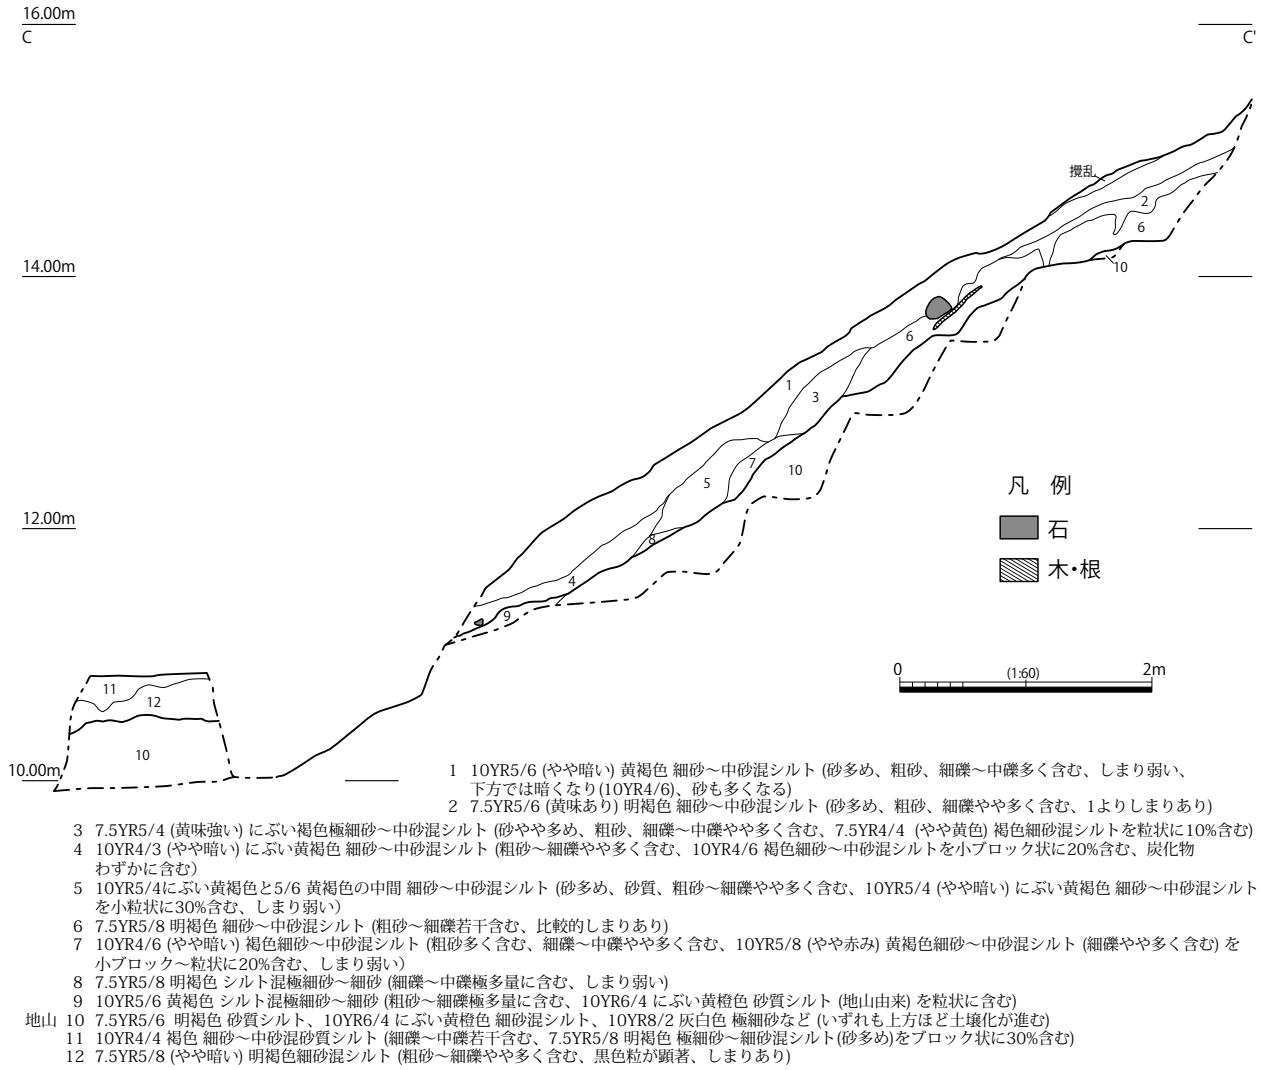 16.00m
C
C'
攪乱
2
6
14.00m
10
6
1
3
7
10
5
凡 例
12.00m
石
8
木・根
4
9
0
(1:60)
2m
11
12
10
10.00m
1 10YR5/6 (やや暗い) 黄褐色 細砂～中砂混シルト (砂多め、粗砂、細礫～中礫多く含む、しまり弱い、
下方では暗くなり(10YR4/6)、砂も多くなる)
2 7.5YR5/6 (黄味あり) 明褐色 細砂～中砂混シルト (砂多め、粗砂、細礫やや多く含む、1よりしまりあり)
3 7.5YR5/4 (黄味強い) にぶい褐色極細砂～中砂混シルト (砂やや多め、粗砂、細礫～中礫やや多く含む、7.5YR4/4 (やや黄色) 褐色細砂混シルトを粒状に10%含む)
4 10YR4/3 (やや暗い) にぶい黄褐色 細砂～中砂混シルト (粗砂～細礫やや多く含む、10YR4/6 褐色細砂～中砂混シルトを小ブロック状に20%含む、炭化物
わずかに含む）
5 10YR5/4にぶい黄褐色と5/6 黄褐色の中間 細砂～中砂混シルト (砂多め、砂質、粗砂～細礫やや多く含む、10YR5/4 (やや暗い) にぶい黄褐色 細砂～中砂混シルト
を小粒状に30%含む、しまり弱い）
6 7.5YR5/8 明褐色 細砂～中砂混シルト (粗砂～細礫若干含む、比較的しまりあり)
7 10YR4/6 (やや暗い) 褐色細砂～中砂混シルト (粗砂多く含む、細礫～中礫やや多く含む、10YR5/8 (やや赤み) 黄褐色細砂～中砂混シルト (細礫やや多く含む) を
小ブロック～粒状に20%含む、しまり弱い）
8 7.5YR5/8 明褐色 シルト混極細砂～細砂 (細礫～中礫極多量に含む、しまり弱い)
9 10YR5/6 黄褐色 シルト混極細砂～細砂 (粗砂～細礫極多量に含む、10YR6/4 にぶい黄橙色 砂質シルト (地山由来) を粒状に含む)
地山 10 7.5YR5/6 明褐色 砂質シルト、10YR6/4 にぶい黄橙色 細砂混シルト、10YR8/2 灰白色 極細砂など (いずれも上方ほど土壌化が進む)
11 10YR4/4 褐色 細砂～中砂混砂質シルト (細礫～中礫若干含む、7.5YR5/8 明褐色 極細砂～細砂混シルト(砂多め)をブロック状に30%含む)
12 7.5YR5/8 (やや暗い) 明褐色細砂混シルト (粗砂～細礫やや多く含む、黒色粒が顕著、しまりあり)